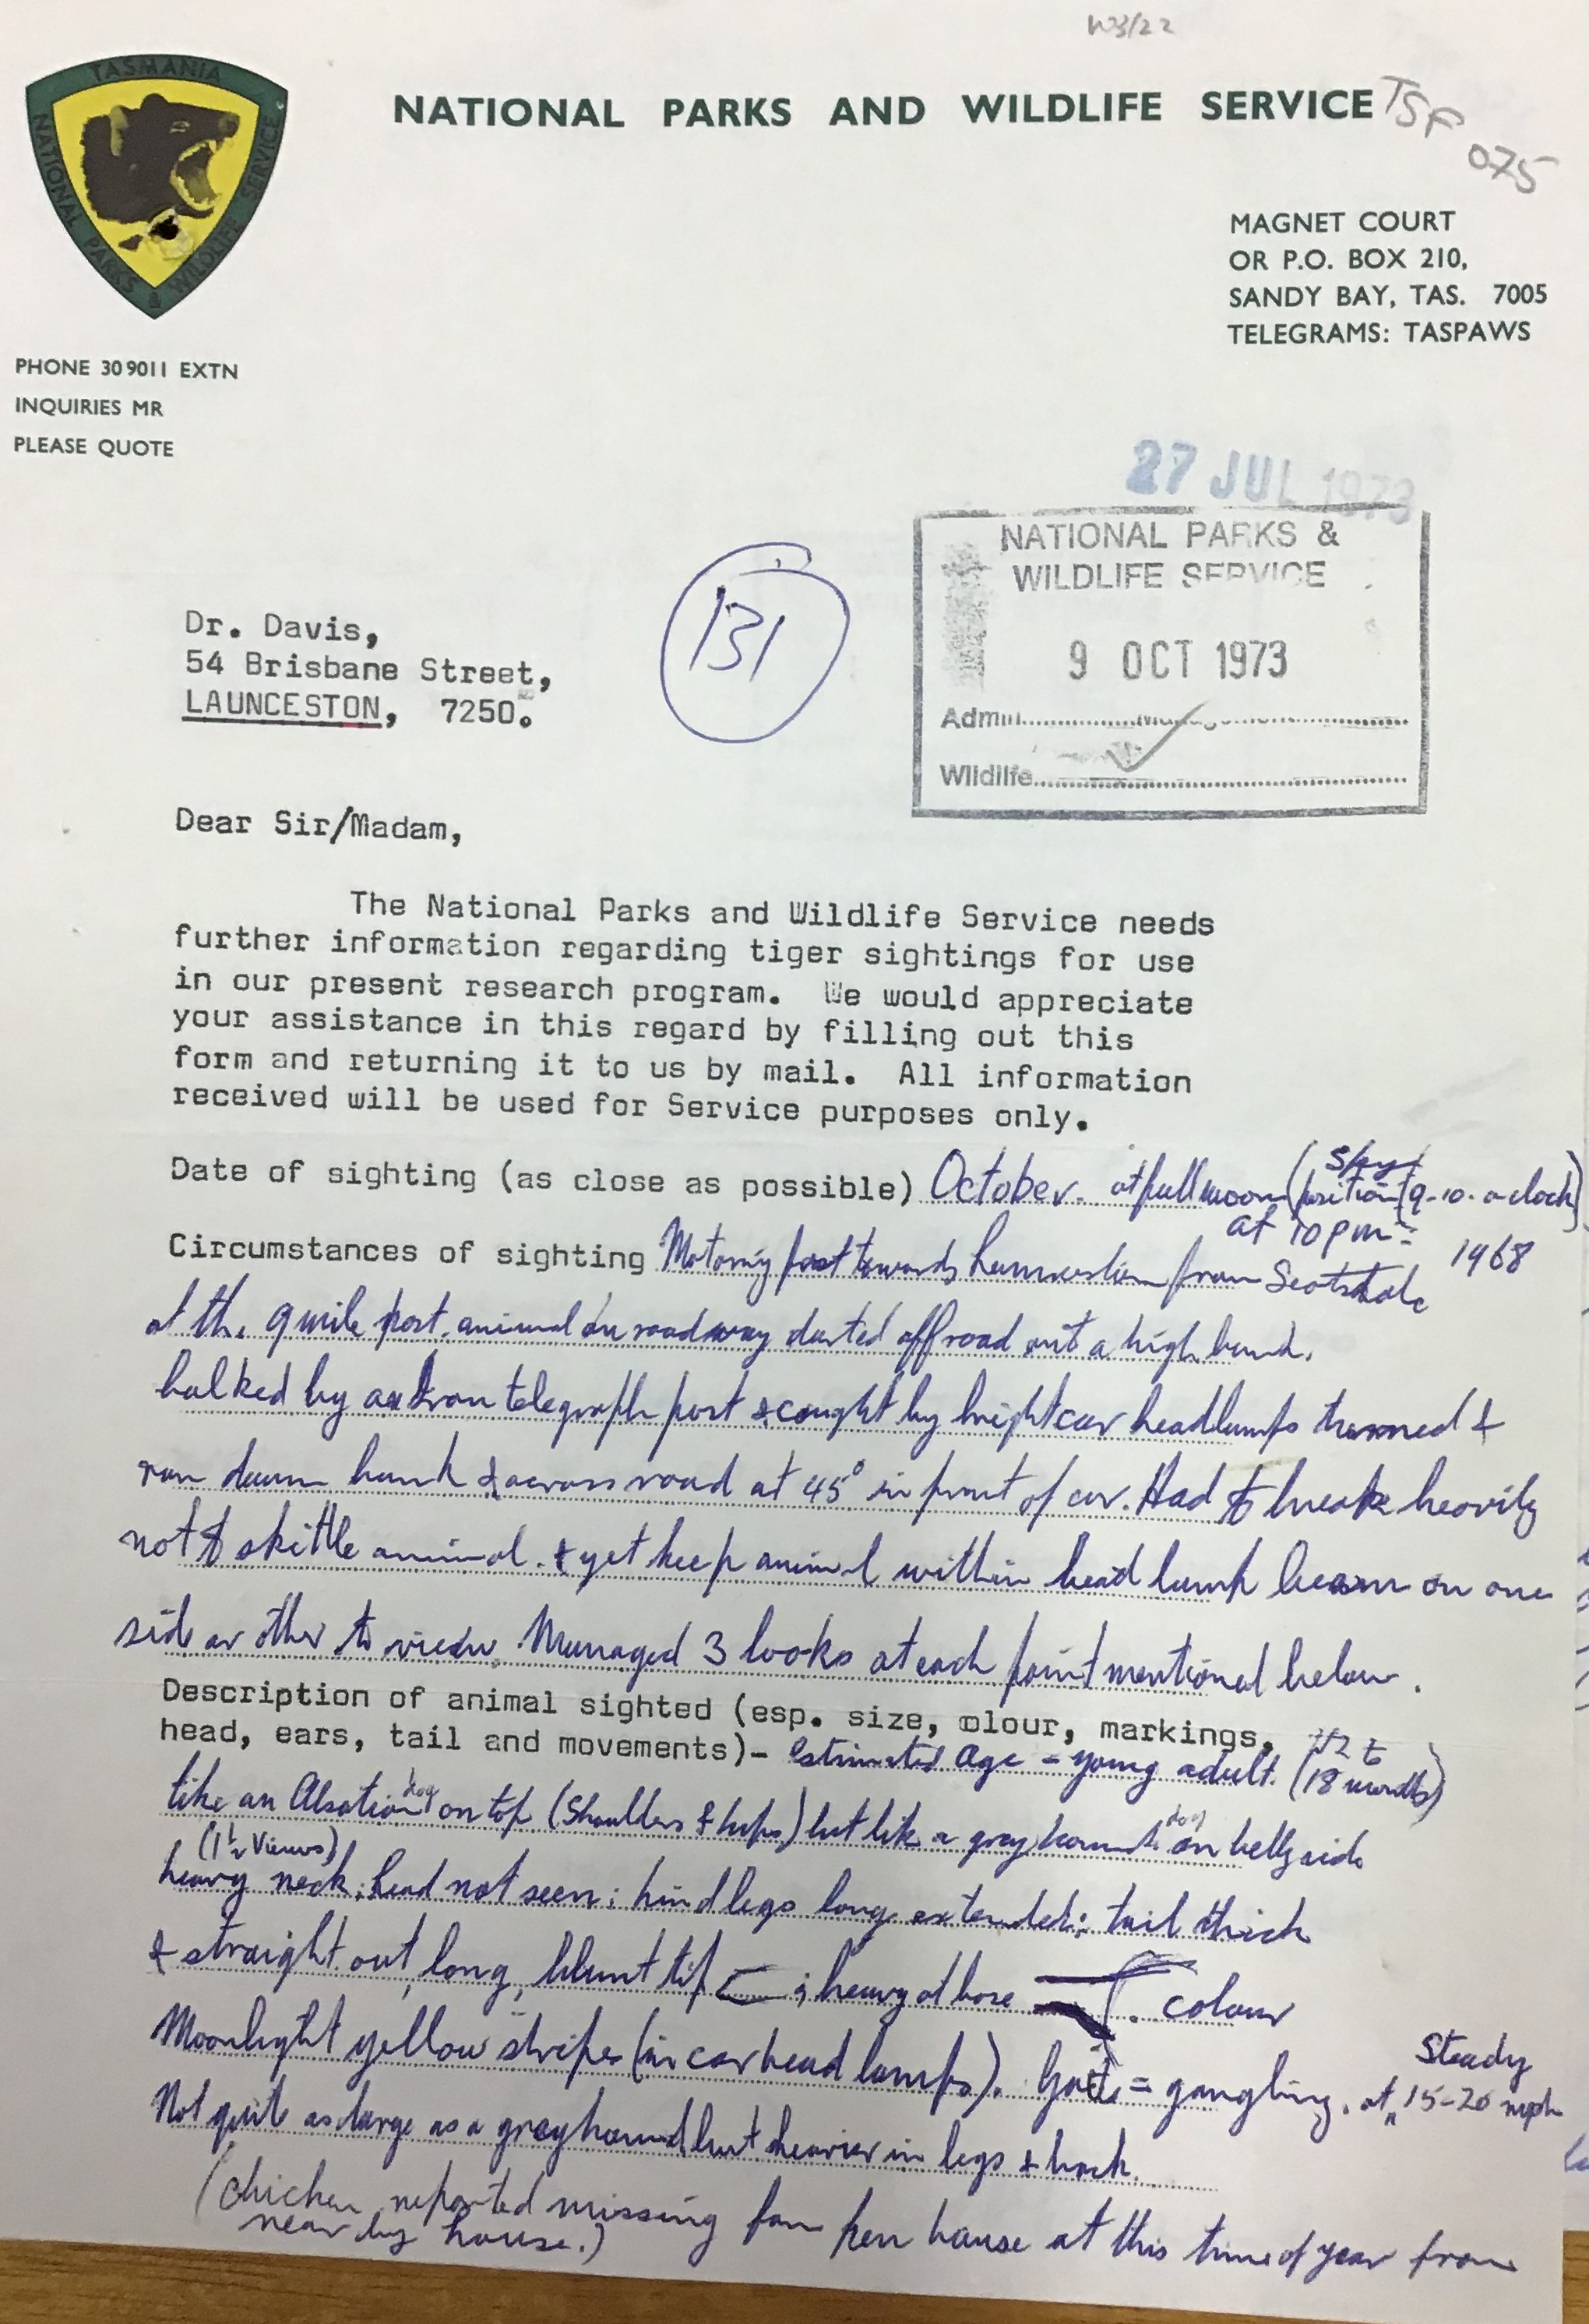 W3/22
TASMANIA
NATIONAL PARKS & WILDLIFE SERVICE
NATIONAL PARKS AND WILDLIFE SERVICE
TSF
075
MAGNET COURT
OR P.O. BOX 210,
SANDY BAY, TAS. 7005
TELEGRAMS: TASPAWS
PHONE 30 9011 EXTN
INQUIRIES MR
PLEASE QUOTE
27 JUL 1973
NATIONAL PARKS &
WILDLIFE SERVICE
9 OCT 1973
Admin
Wildlife
131
Dr. Davis,
54 Brisbane Street,
LAUNCESTON, 7250.
Dear Sir/Madam,
The National Parks and Wildlife Service needs
further information regarding tiger sightings for use
in our present research program. We would appreciate
your assistance in this regard by filling out this
form and returning it to us by mail. All information
received will be used for Service purposes only.
Date of sighting (as close as possible) October. at full moon (sky position (9-10. o clock)
at 10 pm
1968
Circumstances of sighting Motoring fast towards Launceston from Scottsdale
at the 9 mile post. animal on roadway darted off road onto a high bank.
balked by an Iron telegraph post & caught by bright car headlamps turned &
ran down bank & across road at 45° in front of car. Had to break heavily
not to skittle animal. & yet keep animal within head lamp beam on one
side or other to view. Managed 3 looks at each point mentioned below.
Description of animal sighted (esp. size, olour, markings,
head, ears, tail and movements)- estimated age = young adult. (12 to 18 months)
like an Alsation dog on top (shoulders & hips) but like a greyhound dog on belly side
(1½ views)
heavy neck; head not seen; hind legs long extended; tail thick
& straight out, long, blunt tip ; heavy at base . colour
Moonlight yellow stripes (in car head lamps). Gait = gangling. at steady 15-20 mph
Not quite as large as a greyhound but heavier in legs & back.
(chicken reported missing from hen house at this time of year from
near by house.)